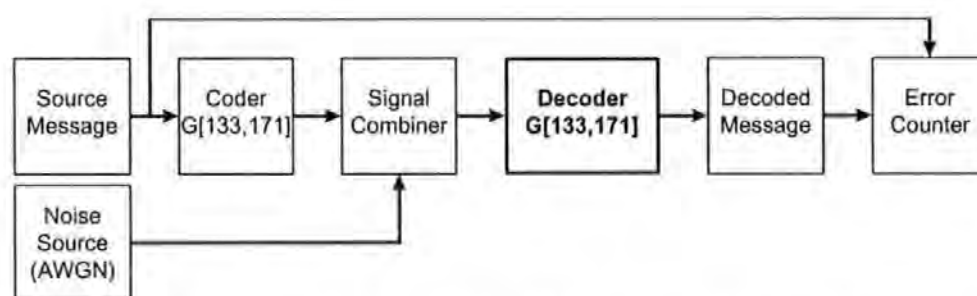 Source
Message
Coder
G[133,171]
Signal
Combiner
Decoder
G[133,171]
Decoded
Message
Error
Counter
Noise
Source
(AWGN)